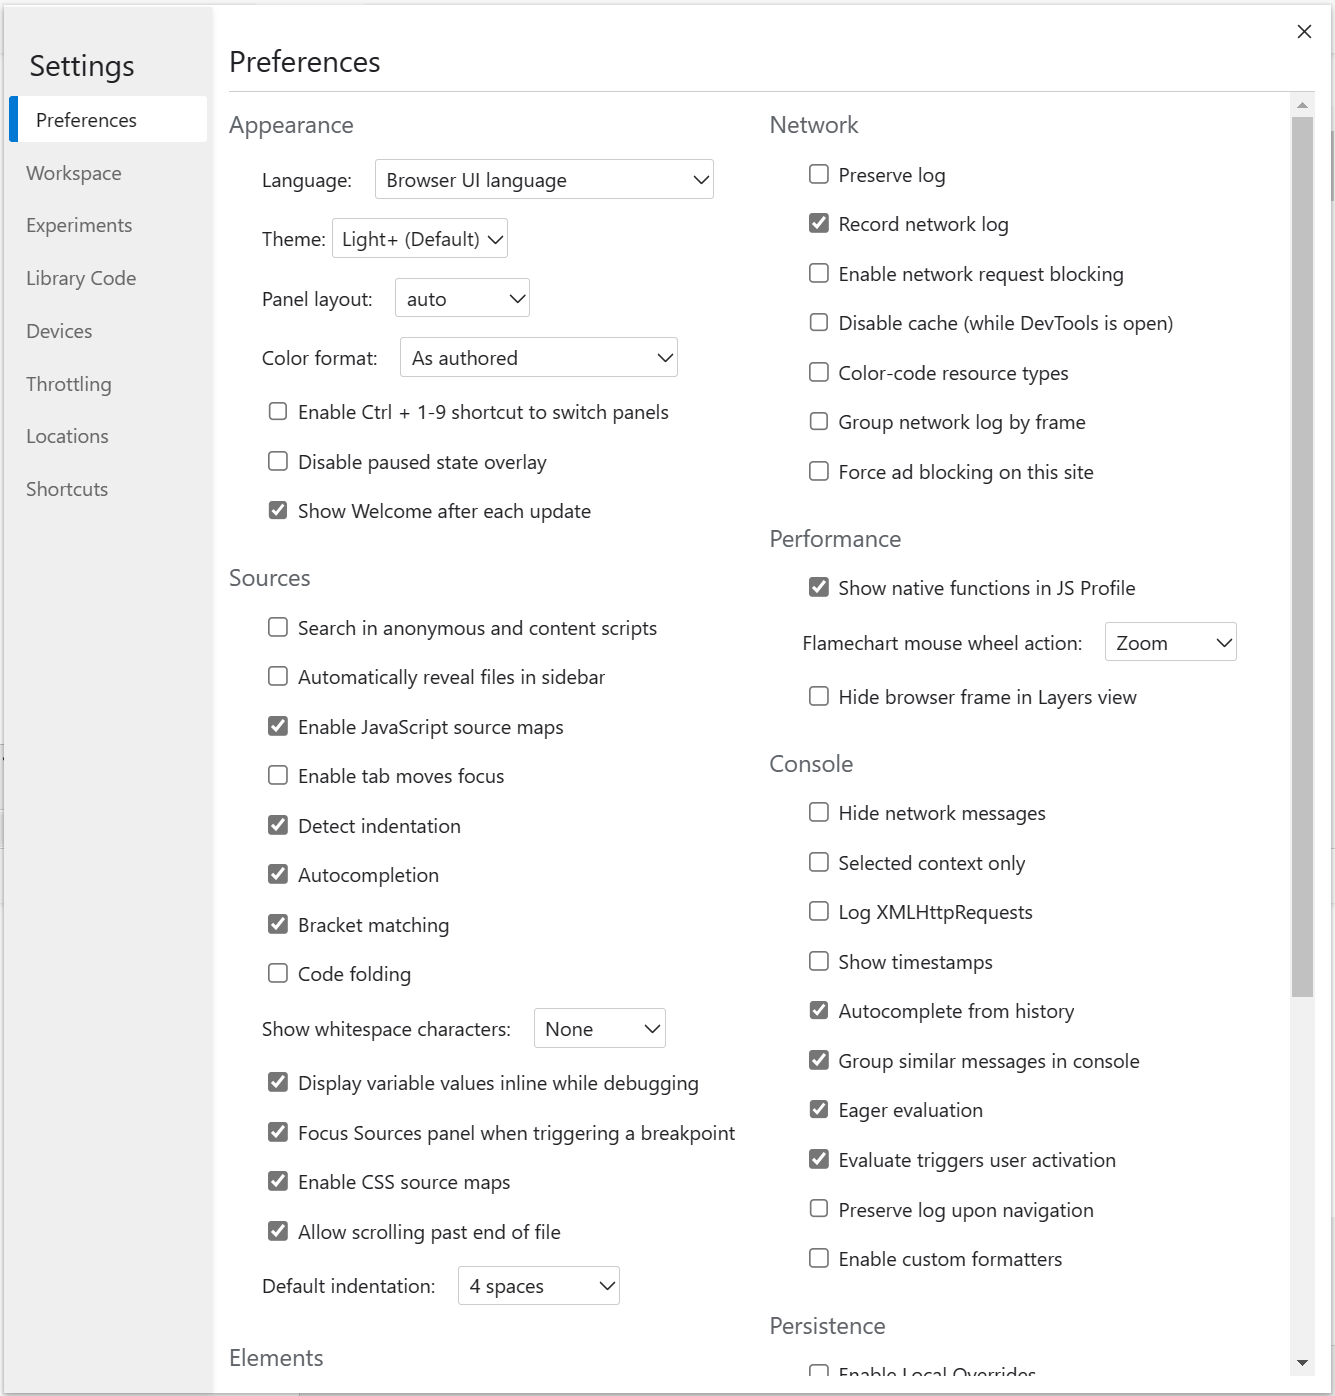 Settings
Preferences
Workspace
Experiments
Library Code
Devices
Throttling
Locations
Shortcuts
Preferences
Appearance
Language: Browser UI language
Theme: Light+ (Default)
Panel layout: auto
Color format: As authored
Enable Ctrl + 1-9 shortcut to switch panels
Disable paused state overlay
Show Welcome after each update
Sources
Search in anonymous and content scripts
Automatically reveal files in sidebar
Enable JavaScript source maps
Enable tab moves focus
Detect indentation
Autocompletion
Bracket matching
Code folding
Show whitespace characters: None
Display variable values inline while debugging
Focus Sources panel when triggering a breakpoint
Enable CSS source maps
Allow scrolling past end of file
Default indentation: 4 spaces
Elements
Network
Preserve log
Record network log
Enable network request blocking
Disable cache (while DevTools is open)
Color-code resource types
Group network log by frame
Force ad blocking on this site
Performance
Show native functions in JS Profile
Flamechart mouse wheel action: Zoom
Hide browser frame in Layers view
Console
Hide network messages
Selected context only
Log XMLHttpRequests
Show timestamps
Autocomplete from history
Group similar messages in console
Eager evaluation
Evaluate triggers user activation
Preserve log upon navigation
Enable custom formatters
Persistence
Enable Local Overrides